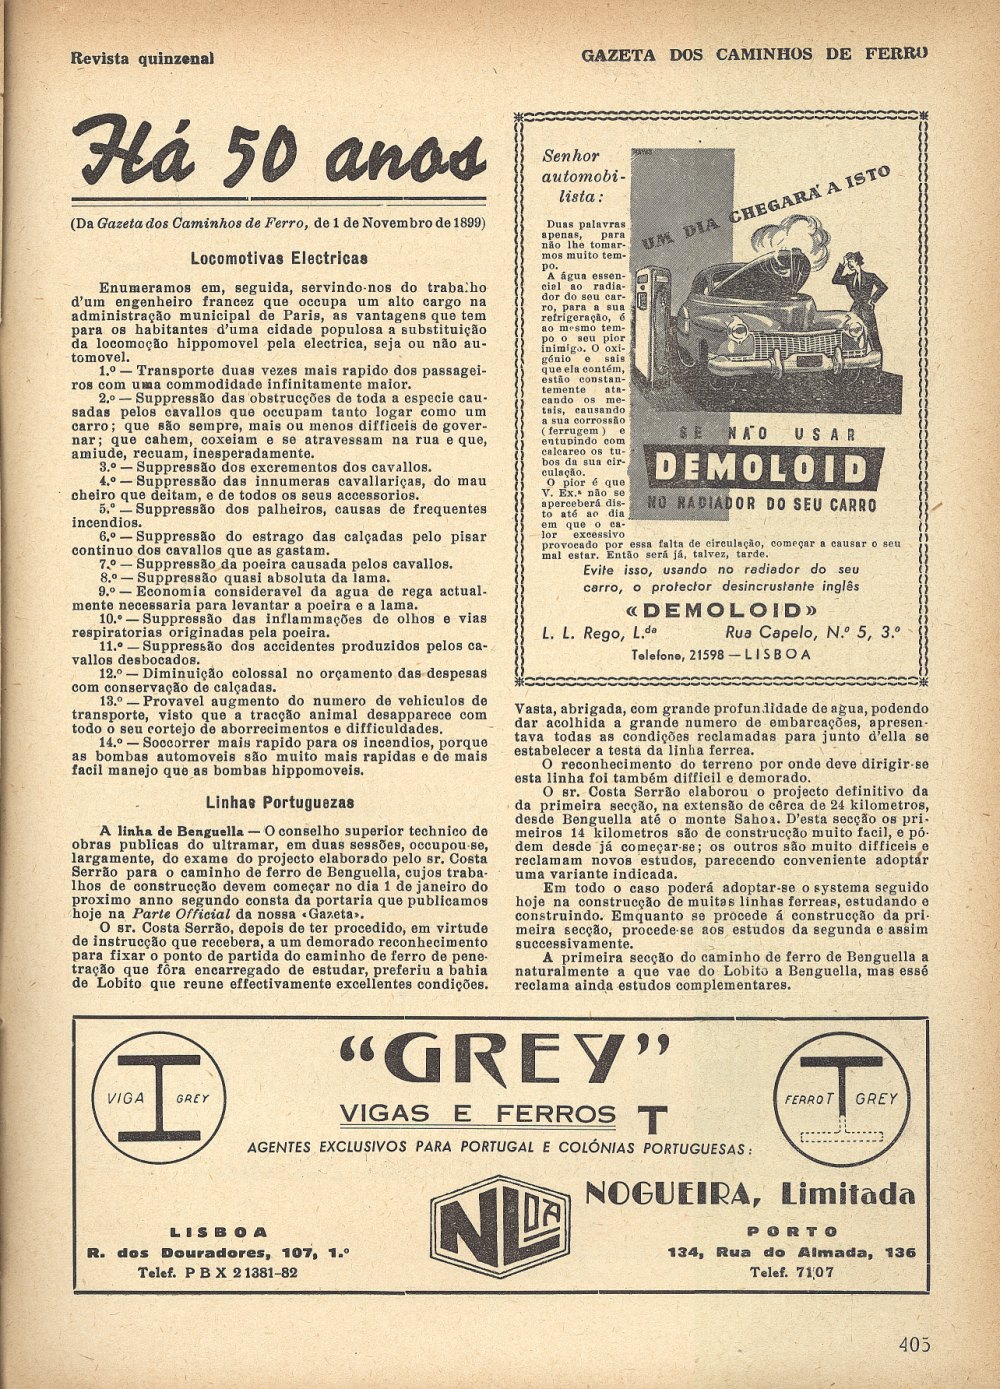 Revista quinzenal
GAZETA DOS CAMINHOS DE FERRO
Há 50 anos
(Da Gazeta dos Caminhos de Ferro, de 1 de Novembro de 1899)
Locomotivas Electricas
Enumeramos em, seguida, servindo-nos do trabalho
d'um engenheiro francez que occupa um alto cargo na
administração municipal de Paris, as vantagens que tem
para os habitantes d'uma cidade populosa a substituição
da locomoção hippomovel pela electrica, seja ou não au-
tomovel.
1.º — Transporte duas vezes mais rapido dos passagei-
ros com uma commodidade infinitamente maior.
2.º — Suppressão das obstrucções de toda a especie cau-
sadas pelos cavallos que occupam tanto logar como um
carro; que são sempre, mais ou menos difficeis de gover-
nar; que cahem, coxeiam e se atravessam na rua e que,
amiude, recuam, inesperadamente.
3.º — Suppressão dos excrementos dos cavallos.
4.º — Suppressão das innumeras cavallariças, do mau
cheiro que deitam, e de todos os seus accessorios.
5.º — Suppressão dos palheiros, causas de frequentes
incendios.
6.º — Suppressão do estrago das calçadas pelo pisar
continuo dos cavallos que as gastam.
7.º — Suppressão da poeira causada pelos cavallos.
8.º — Suppressão quasi absoluta da lama.
9.º — Economia consideravel da agua de rega actual-
mente necessaria para levantar a poeira e a lama.
10.º — Suppressão das inflammações de olhos e vias
respiratorias originadas pela poeira.
11.º — Suppressão dos accidentes produzidos pelos ca-
vallos desbocados.
12.º — Diminuição colossal no orçamento das despesas
com conservação de calçadas.
13.º — Provavel augmento do numero de vehiculos de
transporte, visto que a tracção animal desapparece com
todo o seu cortejo de aborrecimentos e difficuldades.
14.º — Soccorrer mais rapido para os incendios, porque
as bombas automoveis são muito mais rapidas e de mais
facil manejo que as bombas hippomoveis.
Linhas Portuguezas
A linha de Benguella — O conselho superior technico de
obras publicas do ultramar, em duas sessões, occupou-se,
largamente, do exame do projecto elaborado pelo sr. Costa
Serrão para o caminho de ferro de Benguella, cujos traba-
lhos de construcção devem começar no dia 1 de janeiro do
proximo anno segundo consta da portaria que publicamos
hoje na Parte Official da nossa «Gazeta».
O sr. Costa Serrão, depois de ter procedido, em virtude
de instrucção que recebera, a um demorado reconhecimento
para fixar o ponto de partida do caminho de ferro de pene-
tração que fôra encarregado de estudar, preferiu a bahia
de Lobito que reune effectivamente excellentes condições.
Senhor
automobi-
lista:
Duas palavras
apenas, para
não lhe tomar-
mos muito tem-
po.
A água essen-
cial ao radia-
dor do seu car-
ro, para a sua
refrigeração, é
ao mesmo tem-
po o seu pior
inimigo. O oxi-
génio e sais
que ela contém,
estão constan-
temente ata-
cando os me-
tais, causando
a sua corrossão
(ferrugem) e
entupindo com
calcareo os tu-
bos da sua cir-
culação.
O pior é que
V. Ex.ª não se
aperceberá dis-
to até ao dia
em que o ca-
lor excessivo
provocado por essa falta de circulação, começar a causar o seu
mal estar. Então será já, talvez, tarde.
UM DIA CHEGARÁ A ISTO
SE NÃO USAR
DEMOLOID
NO RADIADOR DO SEU CARRO
Evite isso, usando no radiador do seu
carro, o protector desincrustante inglês
«DEMOLOID»
L. L. Rego, L.da Rua Capelo, N.º 5, 3.º
Telefone, 21598 — LISBOA
Vasta, abrigada, com grande profundidade de agua, podendo
dar acolhida a grande numero de embarcações, apresen-
tava todas as condições reclamadas para junto d'ella se
estabelecer a testa da linha ferrea.
O reconhecimento do terreno por onde deve dirigir-se
esta linha foi também difficil e demorado.
O sr. Costa Serrão elaborou o projecto definitivo da
da primeira secção, na extensão de cêrca de 24 kilometros,
desde Benguella até o monte Sahoa. D'esta secção os pri-
meiros 14 kilometros são de construcção muito facil, e pó-
dem desde já começar-se; os outros são muito difficeis e
reclamam novos estudos, parecendo conveniente adoptar
uma variante indicada.
Em todo o caso poderá adoptar-se o systema seguido
hoje na construcção de muitas linhas ferreas, estudando e
construindo. Emquanto se procede á construcção da pri-
meira secção, procede-se aos estudos da segunda e assim
successivamente.
A primeira secção do caminho de ferro de Benguella a
naturalmente a que vae do Lobito a Benguella, mas essé
reclama ainda estudos complementares.
VIGA GREY
"GREY"
VIGAS E FERROS T
FERRO T GREY
AGENTES EXCLUSIVOS PARA PORTUGAL E COLÓNIAS PORTUGUESAS:
NLDA
NOGUEIRA, Limitada
LISBOA
R. dos Douradores, 107, 1.º
Telef. PBX 21381-82
PORTO
134, Rua do Almada, 136
Telef. 7107
405